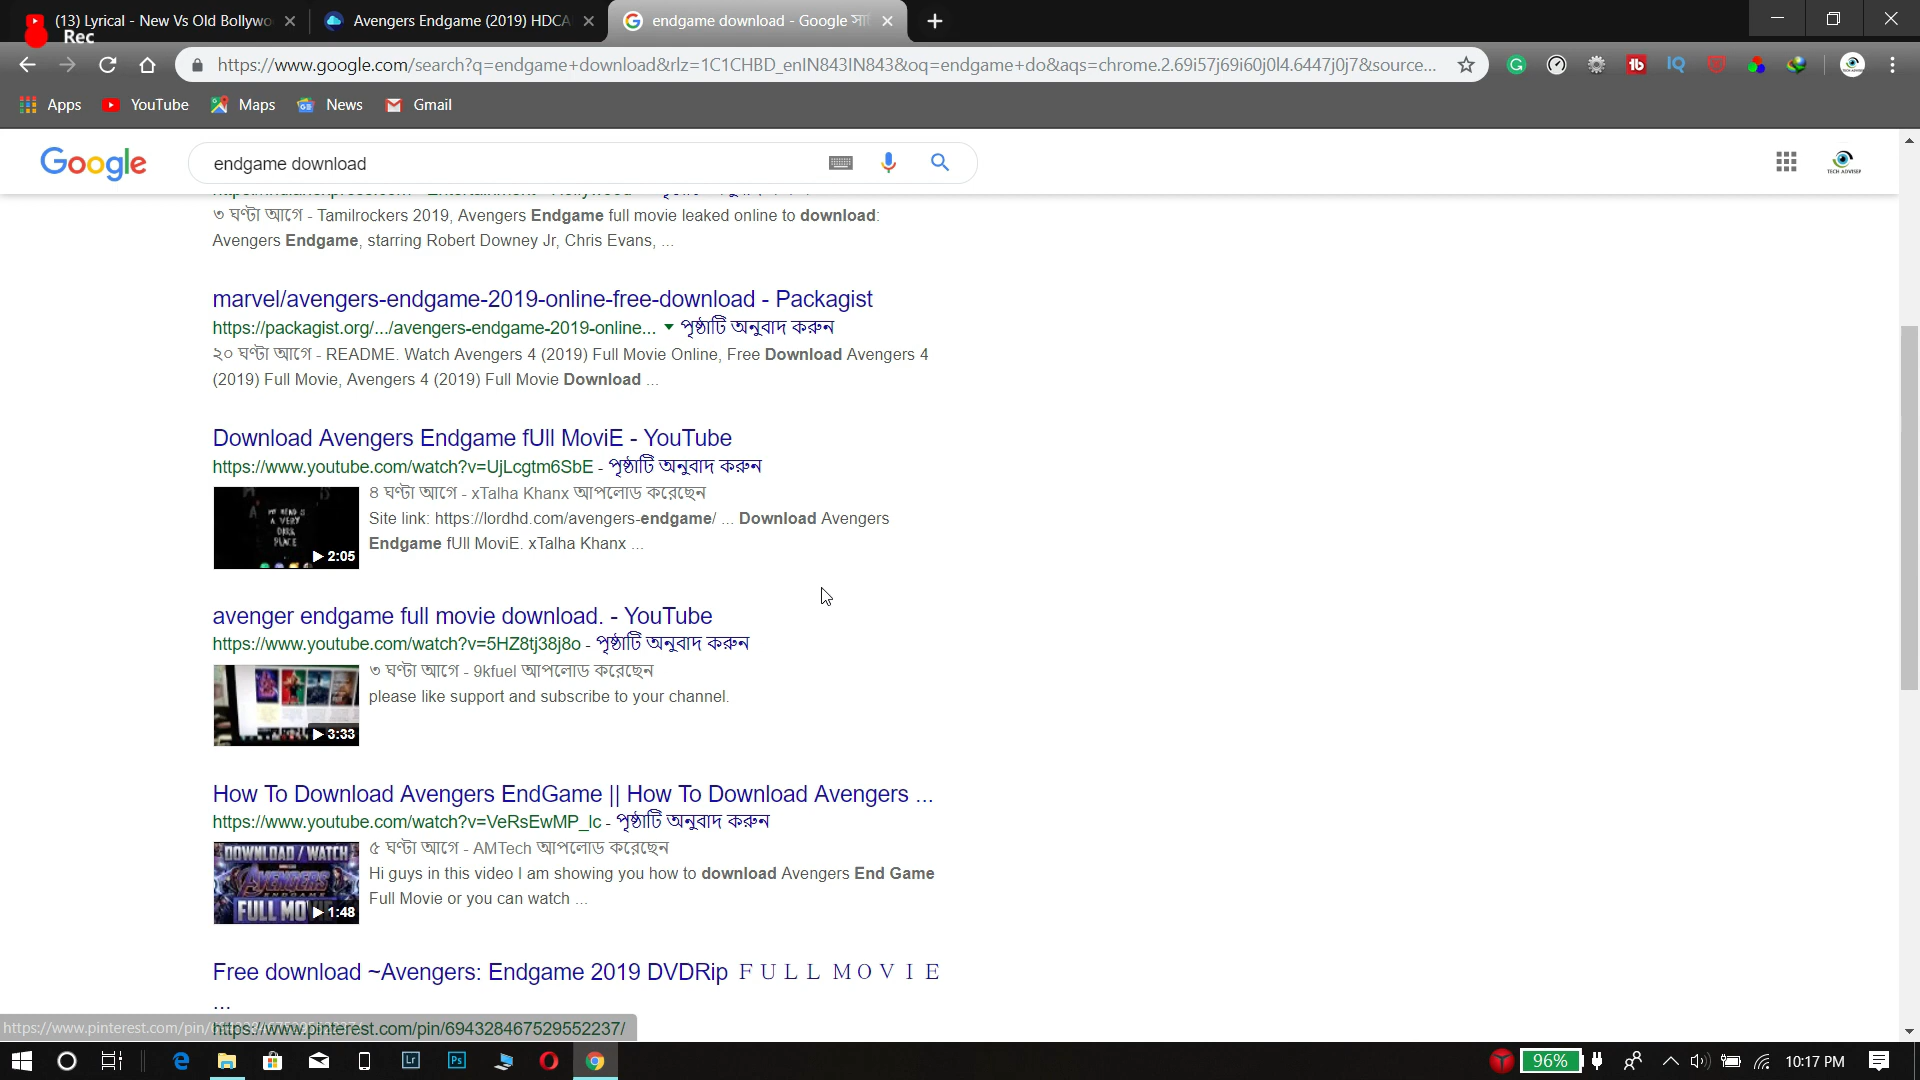 (13) Lyrical - New Vs Old Bollywo
Avengers Endgame (2019) HDCA
endgame download - Google সা
Rec
https://www.google.com/search?q=endgame+download&rlz=1C1CHBD_enIN843IN843&oq=endgame+do&aqs=chrome.2.69i57j69i60j0l4.6447j0j7&source...
Apps
YouTube
Maps
News
Gmail
Google
endgame download
TECH ADVISER
৩ ঘণ্টা আগে - Tamilrockers 2019, Avengers Endgame full movie leaked online to download:
Avengers Endgame, starring Robert Downey Jr, Chris Evans, ...
marvel/avengers-endgame-2019-online-free-download - Packagist
https://packagist.org/.../avengers-endgame-2019-online... ▼ পৃষ্ঠাটি অনুবাদ করুন
২০ ঘণ্টা আগে - README. Watch Avengers 4 (2019) Full Movie Online, Free Download Avengers 4
(2019) Full Movie, Avengers 4 (2019) Full Movie Download ...
Download Avengers Endgame fUll MoviE - YouTube
https://www.youtube.com/watch?v=UjLcgtm6SbE - পৃষ্ঠাটি অনুবাদ করুন
৪ ঘণ্টা আগে - xTalha Khanx আপলোড করেছেন
Site link: https://lordhd.com/avengers-endgame/ ... Download Avengers
Endgame fUll MoviE. xTalha Khanx ...
MY MIND IS
A VERY
DARK
PLACE
2:05
avenger endgame full movie download. - YouTube
https://www.youtube.com/watch?v=5HZ8tj38j8o - পৃষ্ঠাটি অনুবাদ করুন
৩ ঘণ্টা আগে - 9kfuel আপলোড করেছেন
please like support and subscribe to your channel.
3:33
How To Download Avengers EndGame || How To Download Avengers ...
https://www.youtube.com/watch?v=VeRsEwMP_lc - পৃষ্ঠাটি অনুবাদ করুন
৫ ঘণ্টা আগে - AMTech আপলোড করেছেন
Hi guys in this video I am showing you how to download Avengers End Game
Full Movie or you can watch ...
DOWNLOAD / WATCH
AVENGERS
FULL MO
1:48
Free download ~Avengers: Endgame 2019 DVDRip ＦＵＬＬ ＭＯＶＩＥ
...
https://www.pinterest.com/pin/694328467529552237/
96%
10:17 PM